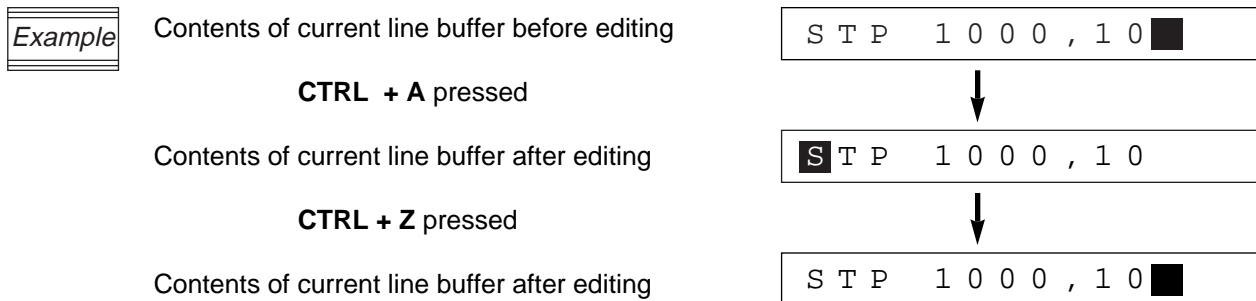 Example
Contents of current line buffer before editing
STP 1000,10
CTRL + A pressed
Contents of current line buffer after editing
STP 1000,10
CTRL + Z pressed
Contents of current line buffer after editing
STP 1000,10